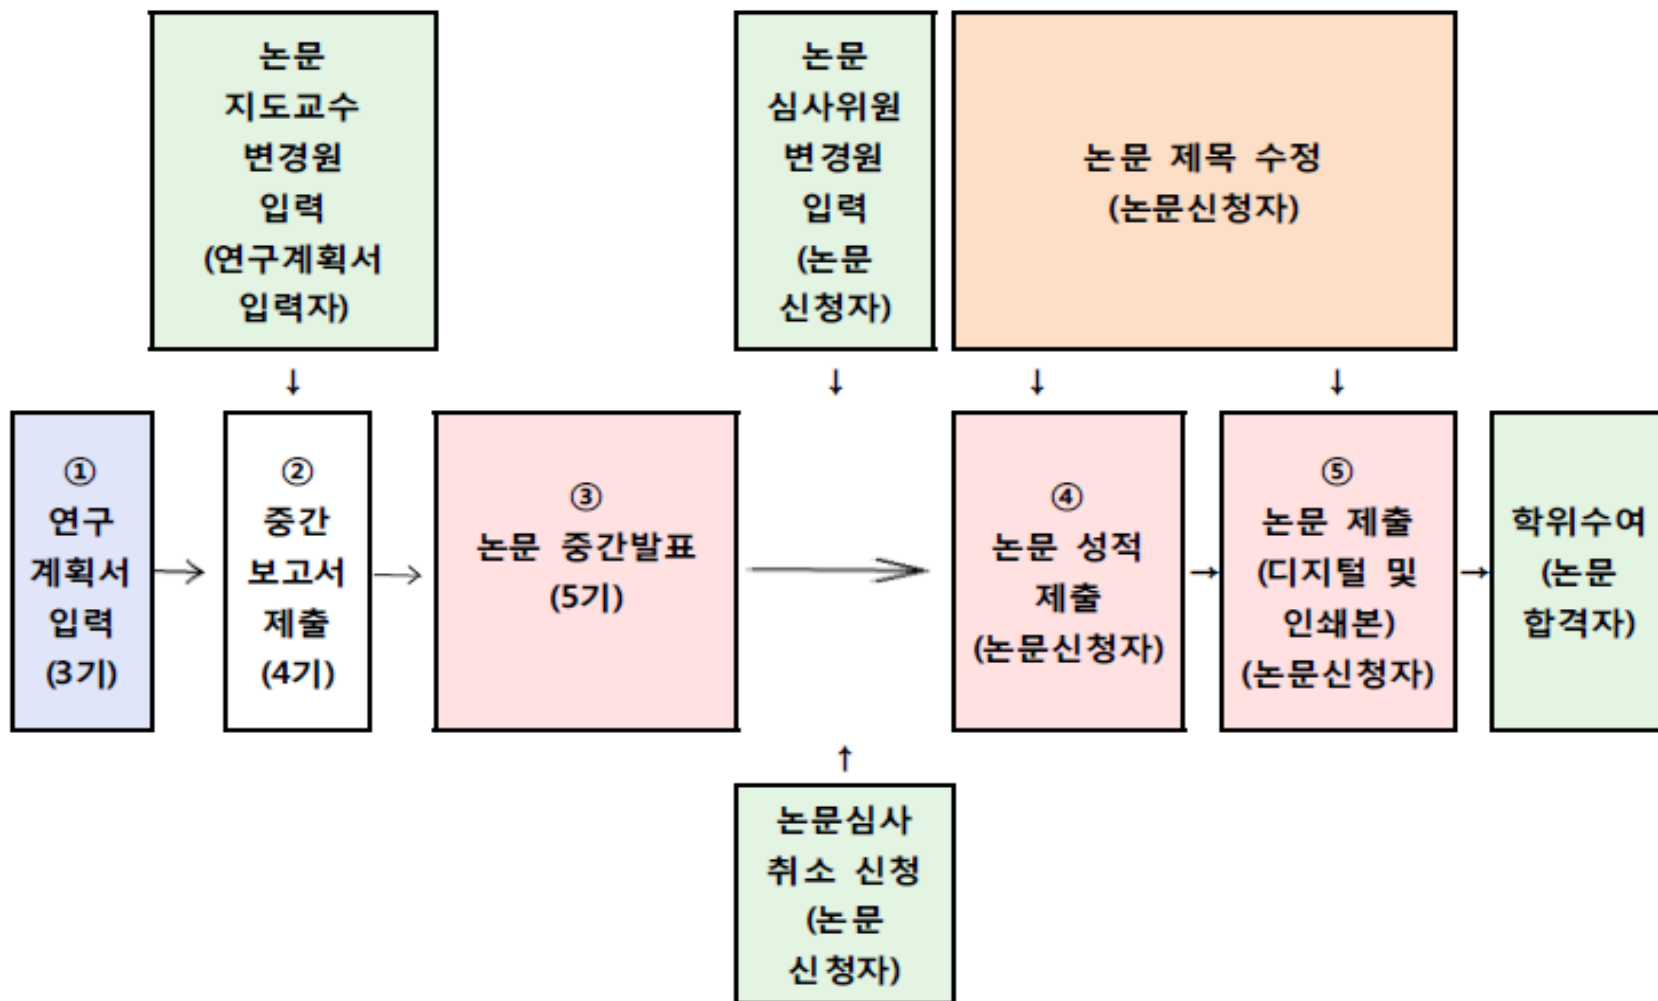 논문
지도교수
변경원
입력
(연구계획서
입력자)
논문
심사위원
변경원
입력
(논문
신청자)
논문 제목 수정
(논문신청자)
↓
↓
↓
↓
①
연구
계획서
입력
(3기)
→
②
중간
보고서
제출
(4기)
→
③
논문 중간발표
(5기)
→
④
논문 성적
제출
(논문신청자)
→
⑤
논문 제출
(디지털 및
인쇄본)
(논문신청자)
→
학위수여
(논문
합격자)
↑
논문심사
취소 신청
(논문
신청자)